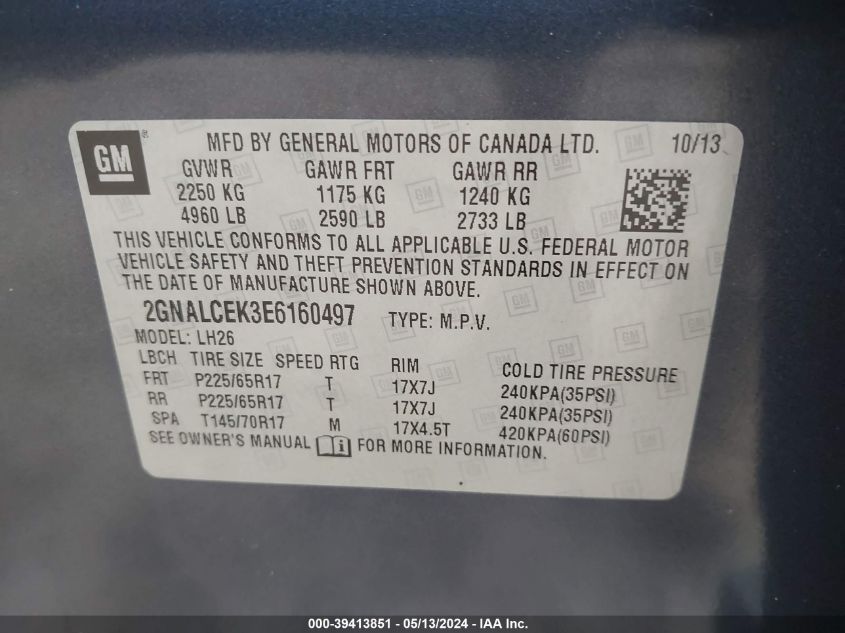 GM ® MFD BY GENERAL MOTORS OF CANADA LTD. 10/13
GVWR GAWR FRT GAWR RR
2250 KG 1175 KG 1240 KG
4960 LB 2590 LB 2733 LB
THIS VEHICLE CONFORMS TO ALL APPLICABLE U.S. FEDERAL MOTOR
VEHICLE SAFETY AND THEFT PREVENTION STANDARDS IN EFFECT ON
THE DATE OF MANUFACTURE SHOWN ABOVE.
2GNALCEK3E6160497 TYPE: M.P.V.
MODEL: LH26
LBCH TIRE SIZE SPEED RTG RIM COLD TIRE PRESSURE
FRT P225/65R17 T 17X7J 240KPA(35PSI)
RR P225/65R17 T 17X7J 240KPA(35PSI)
SPA T145/70R17 M 17X4.5T 420KPA(60PSI)
SEE OWNER'S MANUAL i FOR MORE INFORMATION.
000-39413851 - 05/13/2024 - IAA Inc.